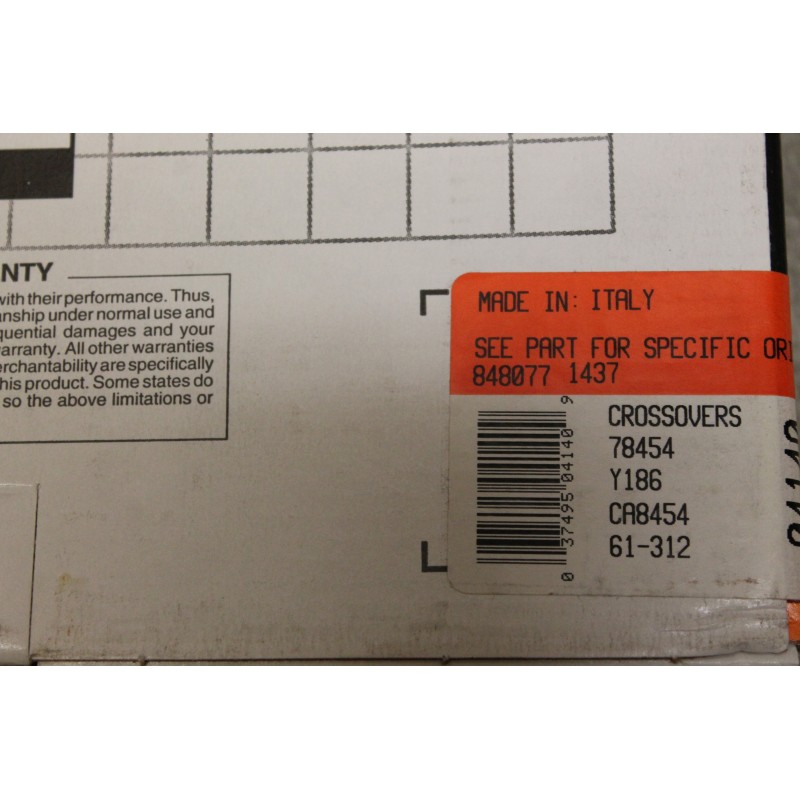 NTY
with their performance. Thus,
anship under normal use and
quential damages and your
arranty. All other warranties
erchantability are specifically
his product. Some states do
so the above limitations or
MADE IN: ITALY
SEE PART FOR SPECIFIC ORI
848077 1437
CROSSOVERS
78454
Y186
CA8454
61-312
0 37495 04140 9